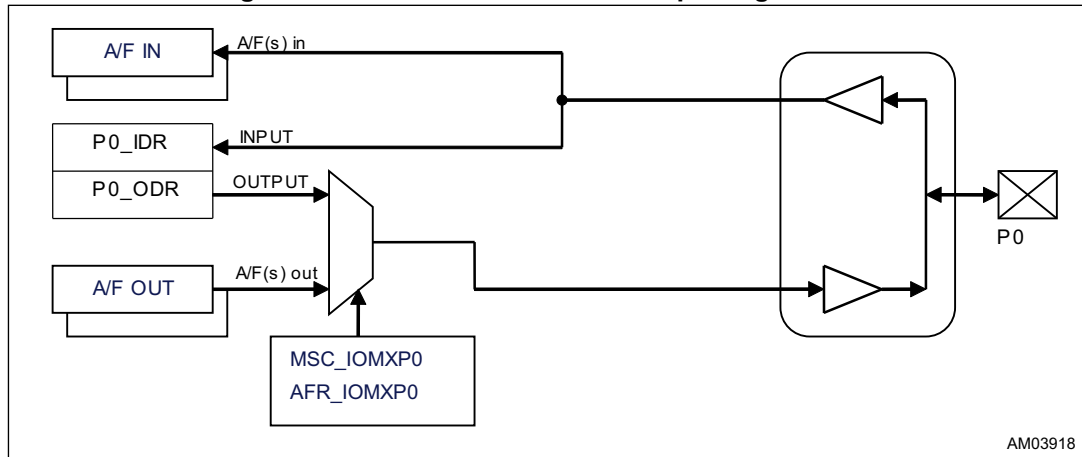 A/F IN
A/F(s) in
P0_IDR
INPUT
P0_ODR
OUTPUT
P0
A/F OUT
A/F(s) out
MSC_IOMXP0
AFR_IOMXP0
AM03918